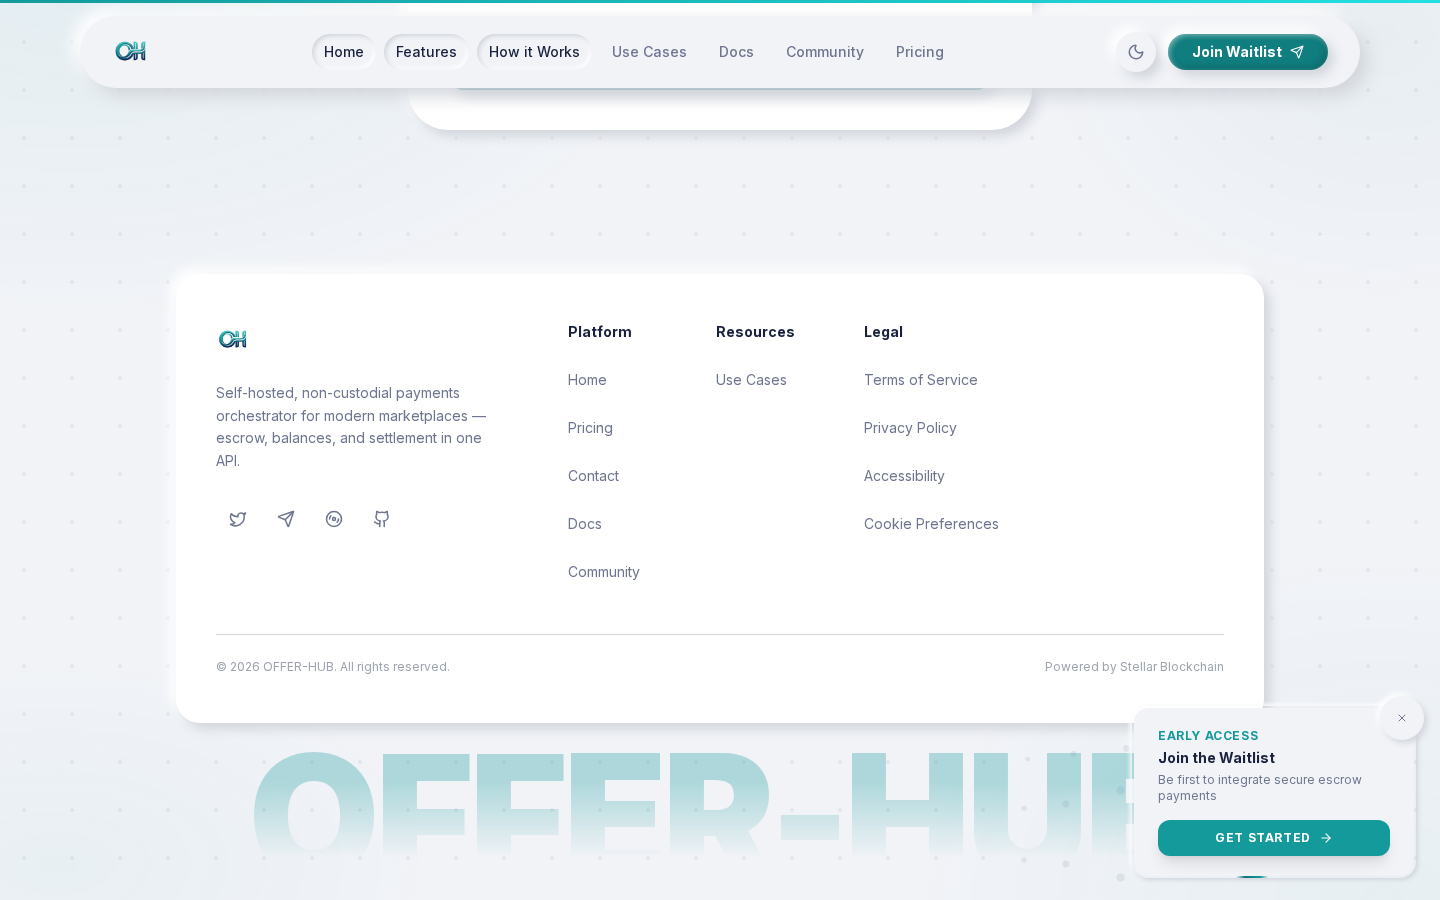 OH
Home
Features
How it Works
Use Cases
Docs
Community
Pricing
Join Waitlist
OH
Self-hosted, non-custodial payments
orchestrator for modern marketplaces —
escrow, balances, and settlement in one
API.
Platform
Home
Pricing
Contact
Docs
Community
Resources
Use Cases
Legal
Terms of Service
Privacy Policy
Accessibility
Cookie Preferences
© 2026 OFFER-HUB. All rights reserved.
Powered by Stellar Blockchain
OFFER-HUB
EARLY ACCESS
Join the Waitlist
Be first to integrate secure escrow
payments
GET STARTED